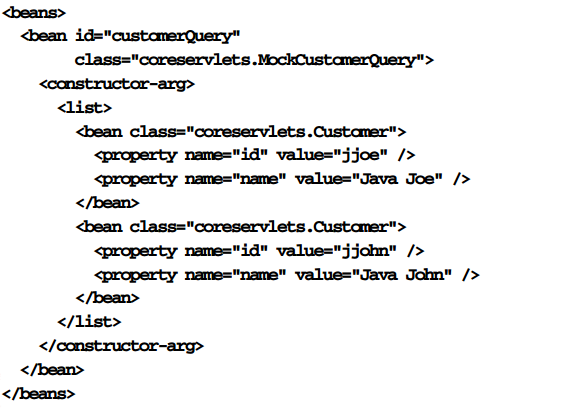 <beans>
  <bean id="customerQuery"
        class="coreservlets.MockCustomerQuery">
    <constructor-arg>
      <list>
        <bean class="coreservlets.Customer">
          <property name="id" value="jjoe" />
          <property name="name" value="Java Joe" />
        </bean>
        <bean class="coreservlets.Customer">
          <property name="id" value="jjohn" />
          <property name="name" value="Java John" />
        </bean>
      </list>
    </constructor-arg>
  </bean>
</beans>